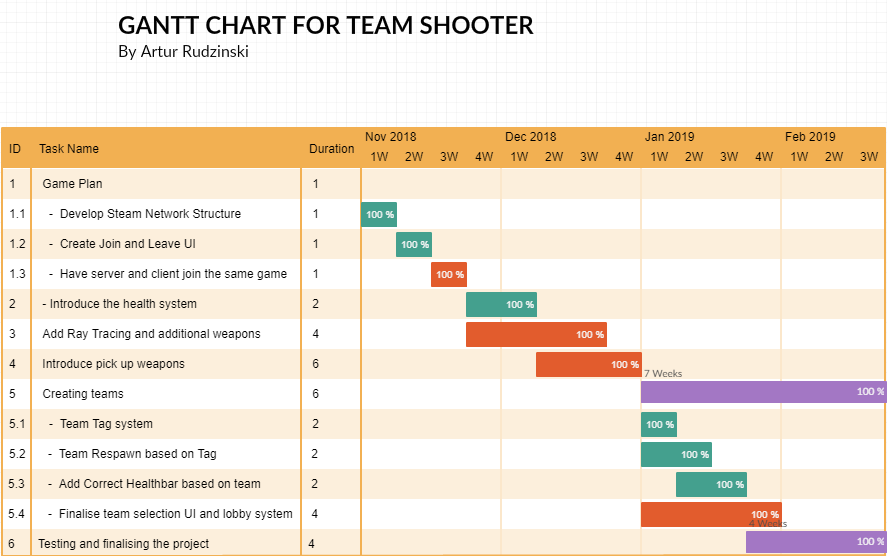 GANTT CHART FOR TEAM SHOOTER
By Artur Rudzinski
ID Task Name Duration Nov 2018 Dec 2018 Jan 2019 Feb 2019
1W 2W 3W 4W 1W 2W 3W 4W 1W 2W 3W 4W 1W 2W 3W
1 Game Plan 1
1.1 - Develop Steam Network Structure 1 100 %
1.2 - Create Join and Leave UI 1 100 %
1.3 - Have server and client join the same game 1 100 %
2 - Introduce the health system 2 100 %
3 Add Ray Tracing and additional weapons 4 100 %
4 Introduce pick up weapons 6 100 %
7 Weeks
5 Creating teams 6 100 %
5.1 - Team Tag system 2 100 %
5.2 - Team Respawn based on Tag 2 100 %
5.3 - Add Correct Healthbar based on team 2 100 %
5.4 - Finalise team selection UI and lobby system 4 100 %
4 Weeks
6 Testing and finalising the project 4 100 %